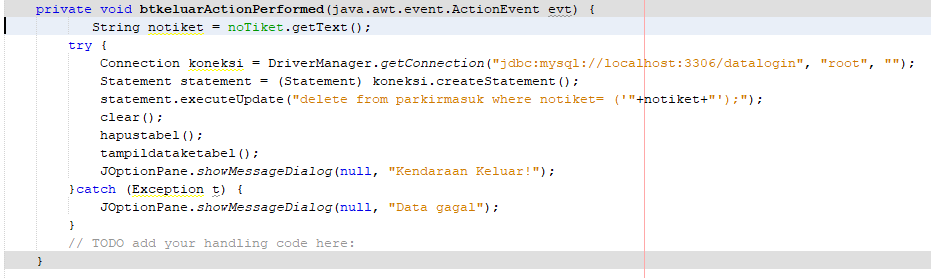 private void btkeluarActionPerformed(java.awt.event.ActionEvent evt) {
String notiket = noTiket.getText();
try {
Connection koneksi = DriverManager.getConnection("jdbc:mysql://localhost:3306/datalogin", "root", "");
Statement statement = (Statement) koneksi.createStatement();
statement.executeUpdate("delete from parkirmasuk where notiket= ('"+notiket+"');");
clear();
hapustabel();
tampildataketabel();
JOptionPane.showMessageDialog(null, "Kendaraan Keluar!");
}catch (Exception t) {
JOptionPane.showMessageDialog(null, "Data gagal");
}
// TODO add your handling code here:
}